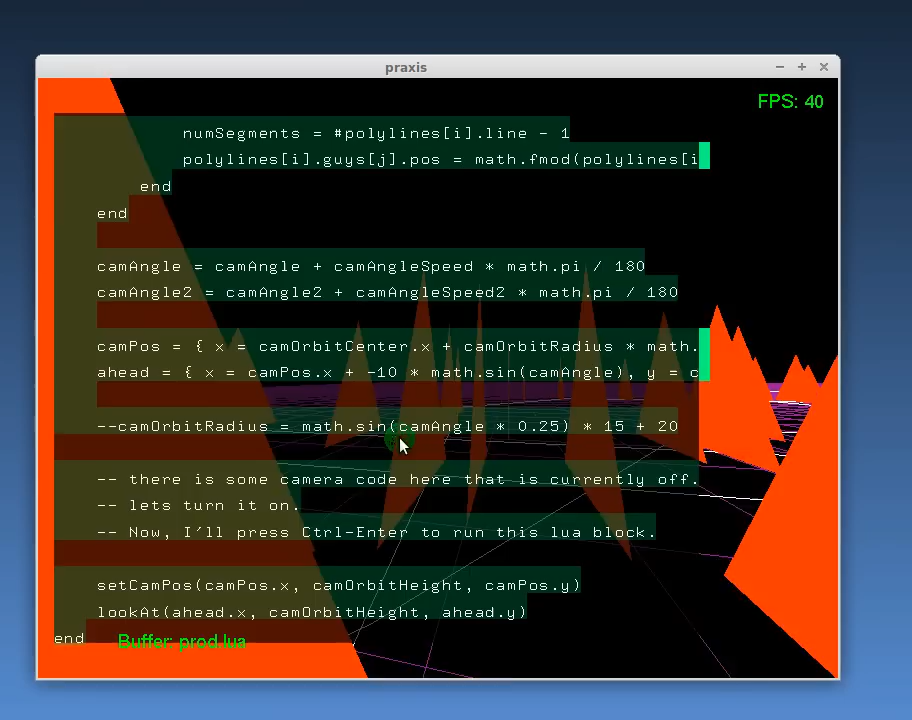 praxis
FPS: 40
numSegments = #polylines[i].line - 1
polylines[i].guys[j].pos = math.fmod(polylines[i
end
end
camAngle = camAngle + camAngleSpeed * math.pi / 180
camAngle2 = camAngle2 + camAngleSpeed2 * math.pi / 180
camPos = { x = camOrbitCenter.x + camOrbitRadius * math.
ahead = { x = camPos.x + -10 * math.sin(camAngle), y = c
--camOrbitRadius = math.sin(camAngle * 0.25) * 15 + 20
-- there is some camera code here that is currently off.
-- lets turn it on.
-- Now, I'll press Ctrl-Enter to run this lua block.
setCamPos(camPos.x, camOrbitHeight, camPos.y)
lookAt(ahead.x, camOrbitHeight, ahead.y)
end
Buffer: prod.lua